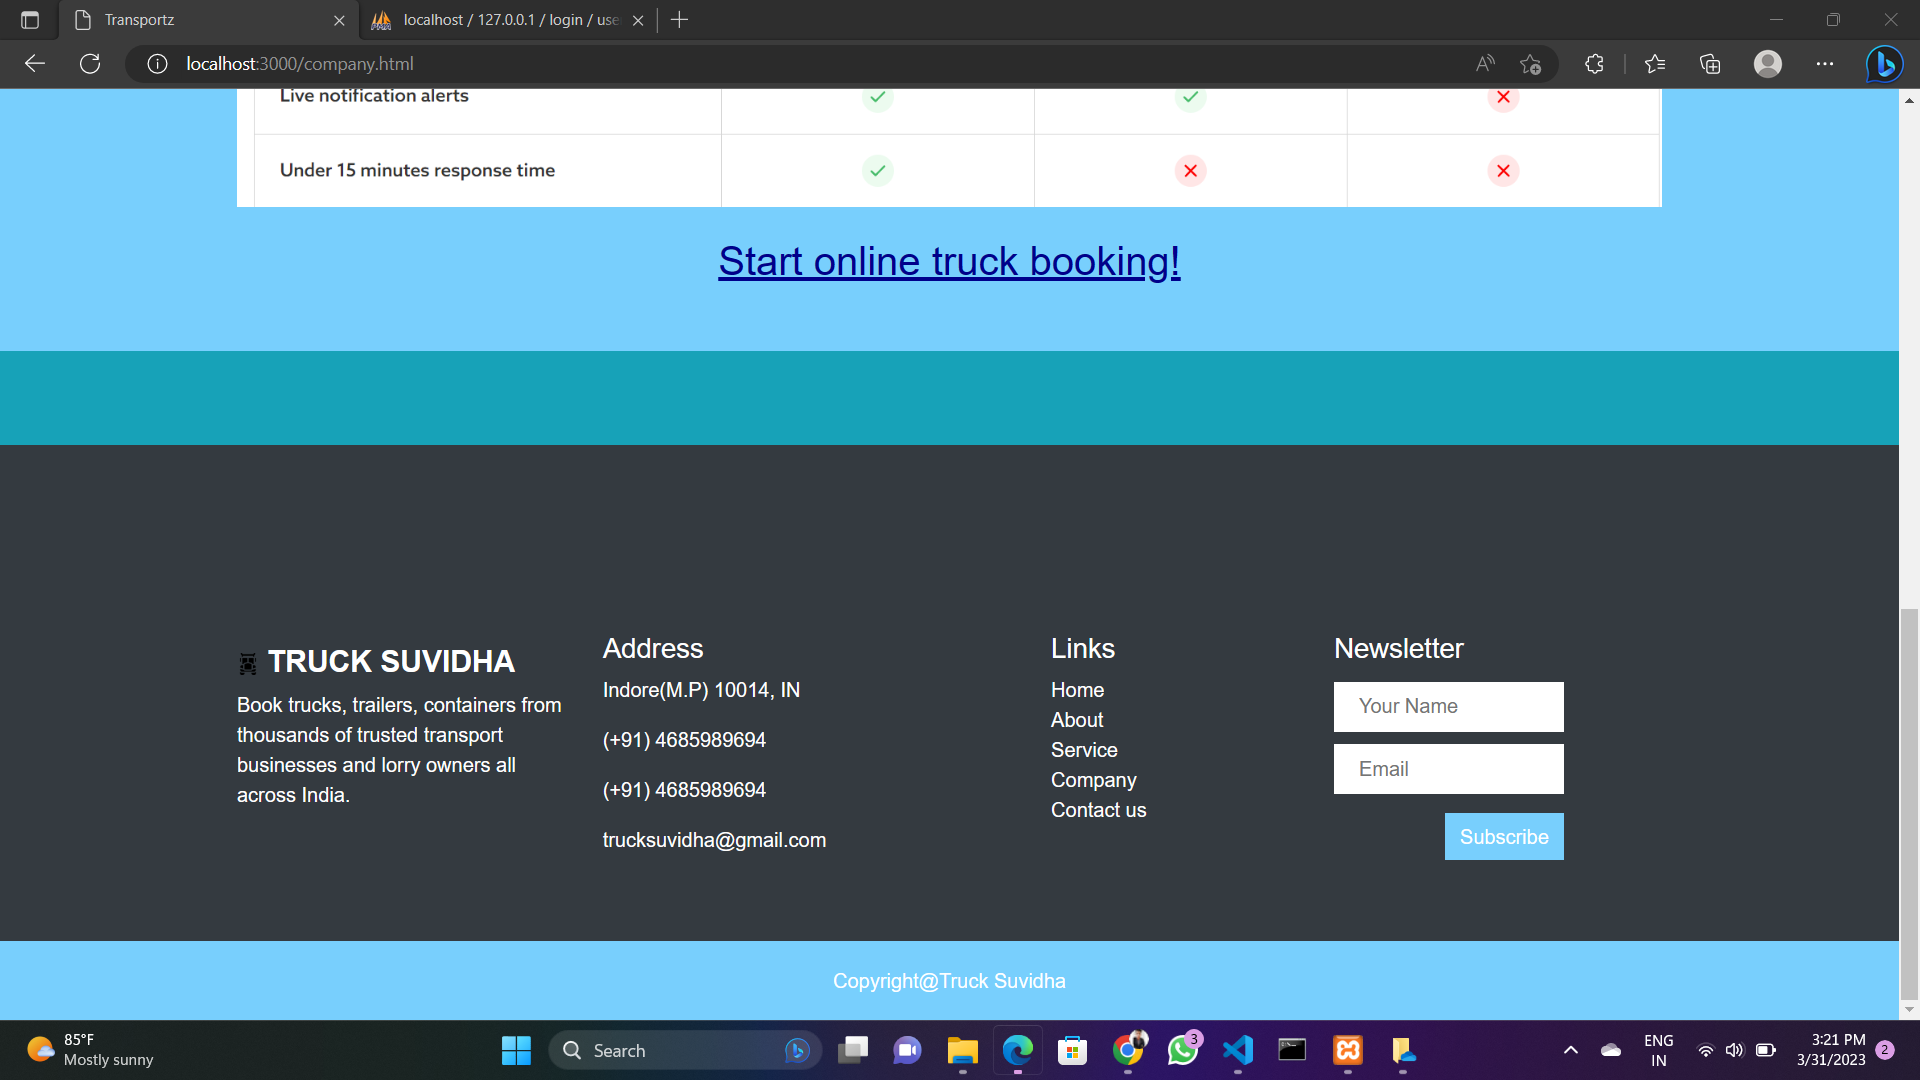 Transportz
localhost / 127.0.0.1 / login / use
localhost:3000/company.html
Live notification alerts
Under 15 minutes response time
Start online truck booking!
TRUCK SUVIDHA
Book trucks, trailers, containers from
thousands of trusted transport
businesses and lorry owners all
across India.
Address
Indore(M.P) 10014, IN
(+91) 4685989694
(+91) 4685989694
trucksuvidha@gmail.com
Links
Home
About
Service
Company
Contact us
Newsletter
Your Name
Email
Subscribe
Copyright@Truck Suvidha
85°F
Mostly sunny
Search
3
ENG
IN
3:21 PM
3/31/2023
2